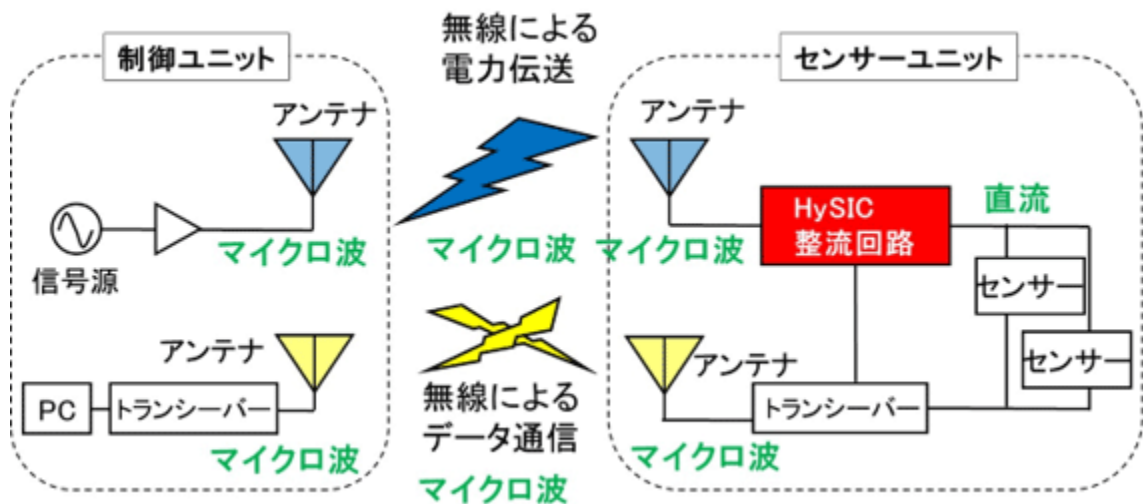 無線による
電力伝送
制御ユニット
センサーユニット
アンテナ
アンテナ
HySIC
整流回路
直流
マイクロ波
マイクロ波
マイクロ波
信号源
センサー
アンテナ
アンテナ
センサー
PC
トランシーバー
無線による
データ通信
トランシーバー
マイクロ波
マイクロ波
マイクロ波